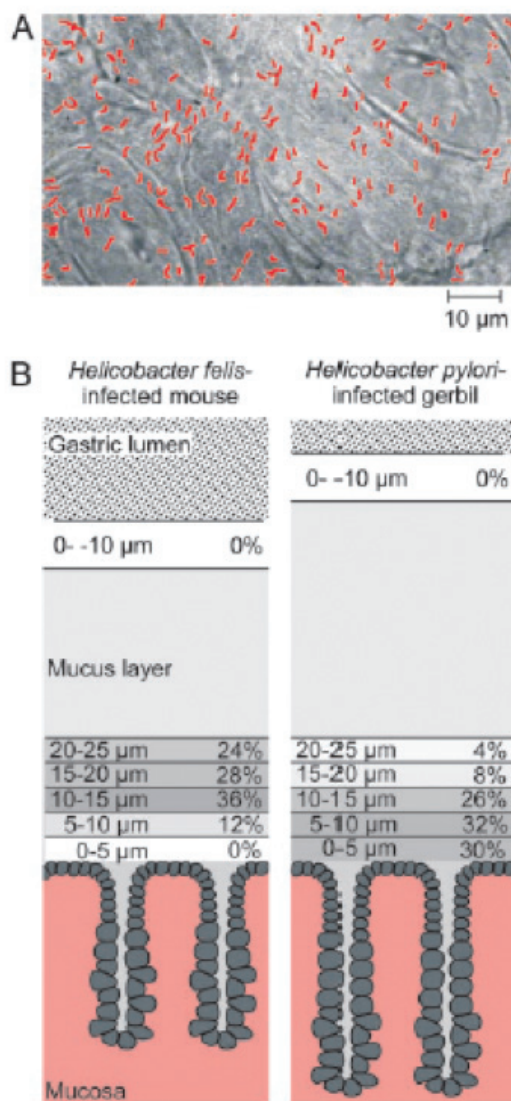 A
10 µm
B
Helicobacter felis-
infected mouse
Helicobacter pylori-
infected gerbil
Gastric lumen
0- -10 µm 0%
0- -10 µm 0%
Mucus layer
20-25 µm 24%
15-20 µm 28%
10-15 µm 36%
5-10 µm 12%
0-5 µm 0%
20-25 µm 4%
15-20 µm 8%
10-15 µm 26%
5-10 µm 32%
0-5 µm 30%
Mucosa